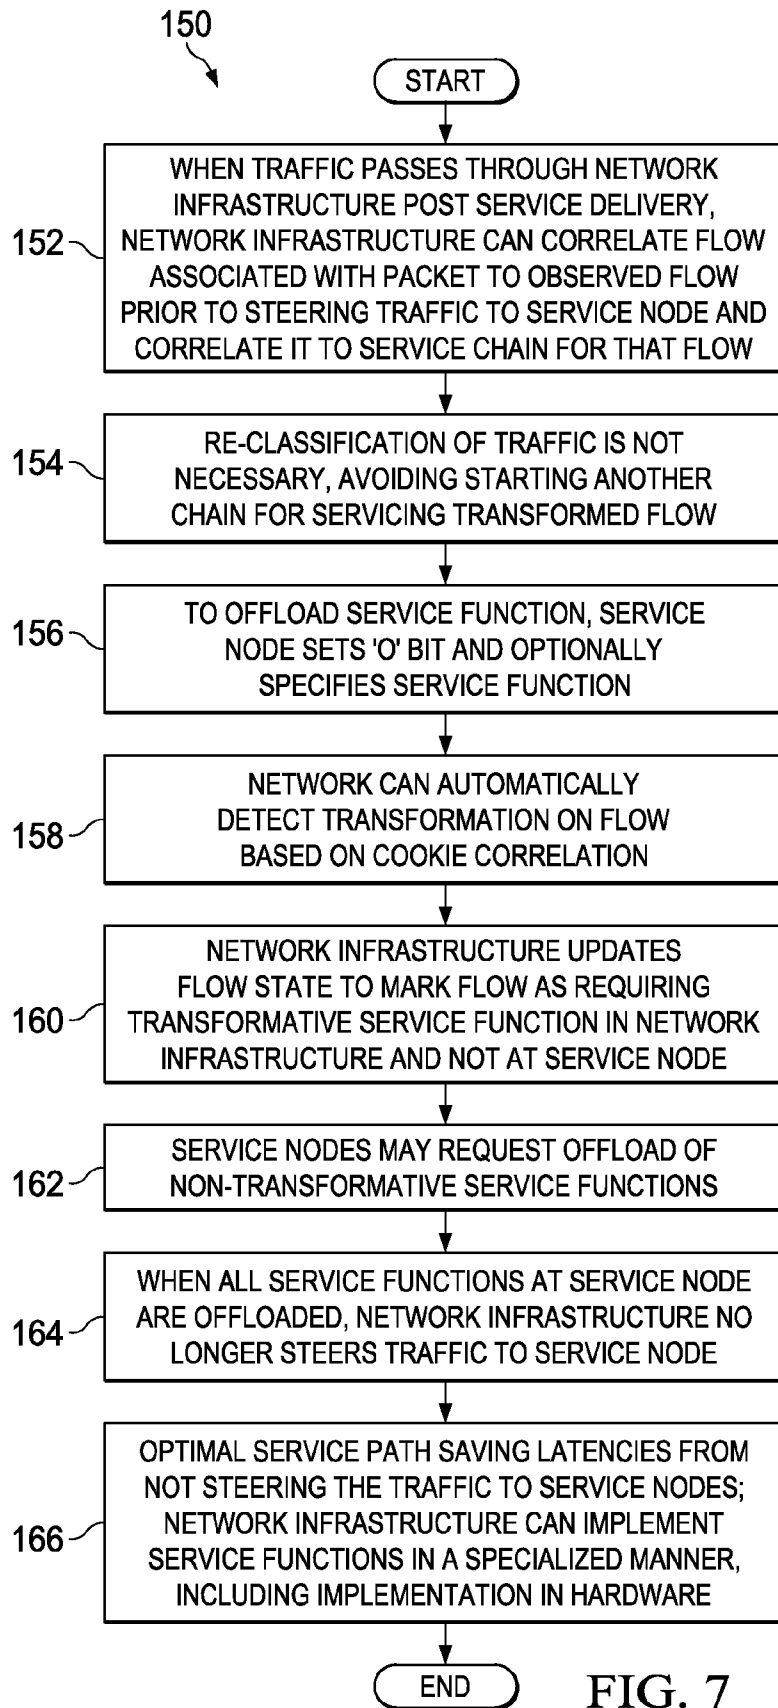 150
START
152
WHEN TRAFFIC PASSES THROUGH NETWORK
INFRASTRUCTURE POST SERVICE DELIVERY,
NETWORK INFRASTRUCTURE CAN CORRELATE FLOW
ASSOCIATED WITH PACKET TO OBSERVED FLOW
PRIOR TO STEERING TRAFFIC TO SERVICE NODE AND
CORRELATE IT TO SERVICE CHAIN FOR THAT FLOW
154
RE-CLASSIFICATION OF TRAFFIC IS NOT
NECESSARY, AVOIDING STARTING ANOTHER
CHAIN FOR SERVICING TRANSFORMED FLOW
156
TO OFFLOAD SERVICE FUNCTION, SERVICE
NODE SETS 'O' BIT AND OPTIONALLY
SPECIFIES SERVICE FUNCTION
158
NETWORK CAN AUTOMATICALLY
DETECT TRANSFORMATION ON FLOW
BASED ON COOKIE CORRELATION
160
NETWORK INFRASTRUCTURE UPDATES
FLOW STATE TO MARK FLOW AS REQUIRING
TRANSFORMATIVE SERVICE FUNCTION IN NETWORK
INFRASTRUCTURE AND NOT AT SERVICE NODE
162
SERVICE NODES MAY REQUEST OFFLOAD OF
NON-TRANSFORMATIVE SERVICE FUNCTIONS
164
WHEN ALL SERVICE FUNCTIONS AT SERVICE NODE
ARE OFFLOADED, NETWORK INFRASTRUCTURE NO
LONGER STEERS TRAFFIC TO SERVICE NODE
166
OPTIMAL SERVICE PATH SAVING LATENCIES FROM
NOT STEERING THE TRAFFIC TO SERVICE NODES;
NETWORK INFRASTRUCTURE CAN IMPLEMENT
SERVICE FUNCTIONS IN A SPECIALIZED MANNER,
INCLUDING IMPLEMENTATION IN HARDWARE
END
FIG. 7